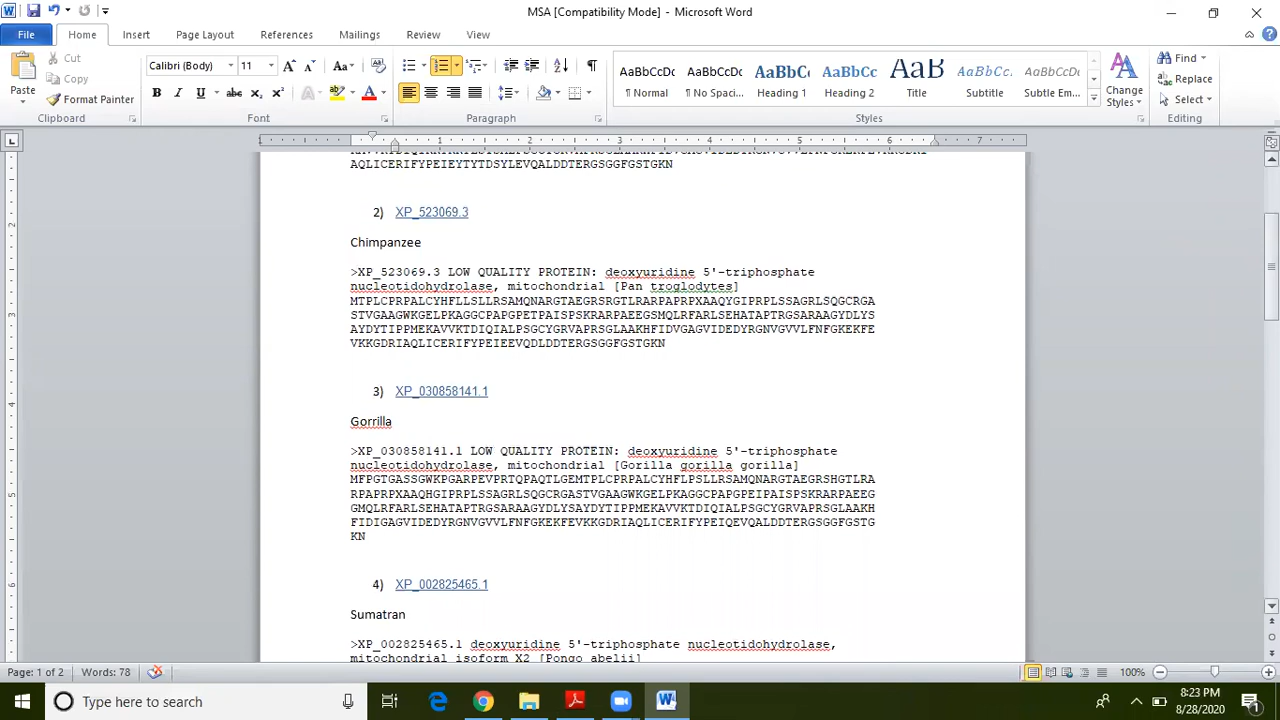 MSA [Compatibility Mode] - Microsoft Word
File Home Insert Page Layout References Mailings Review View
Paste Cut Copy Format Painter
Clipboard
Calibri (Body) 11
Font
Paragraph
AaBbCcDc AaBbCcDc AaBbCc AaBbCc AaB AaBbCcL AaBbCcDc
¶ Normal ¶ No Spaci... Heading 1 Heading 2 Title Subtitle Subtle Em...
Styles
Change Styles
Find Replace Select
Editing
AQLICERIFYPEIEYTYTDSYLEVQALDDTERGSGGFGSTGKN
2) XP_523069.3
Chimpanzee
>XP_523069.3 LOW QUALITY PROTEIN: deoxyuridine 5'-triphosphate
nucleotidohydrolase, mitochondrial [Pan troglodytes]
MTPLCPRPALCYHFLLSLLRSAMQNARGTAEGRSRGTLRARPAPRPXAAQYGIPRPLSSAGRLSQGCRGA
STVGAAGWKGELPKAGGCPAPGPETPAISPSKRARPAEEGSMQLRFARLSEHATAPTRGSARAAGYDLYS
AYDYTIPPMEKAVVKTDIQIALPSGCYGRVAPRSGLAAKHFIDVGAGVIDEDYRGNVGVVLFNFGKEKFE
VKKGDRIAQLICERIFYPEIEEVQDLDDTERGSGGFGSTGKN
3) XP_030858141.1
Gorrilla
>XP_030858141.1 LOW QUALITY PROTEIN: deoxyuridine 5'-triphosphate
nucleotidohydrolase, mitochondrial [Gorilla gorilla gorilla]
MFPGTGASSGWKPGARPEVPRTQPAQTLGEMTPLCPRPALCYHFLPSLLRSAMQNARGTAEGRSHGTLRA
RPAPRPXAAQHGIPRPLSSAGRLSQGCRGASTVGAAGWKGELPKAGGCPAPGPEIPAISPSKRARPAEEG
GMQLRFARLSEHATAPTRGSARAAGYDLYSAYDYTIPPMEKAVVKTDIQIALPSGCYGRVAPRSGLAAKH
FIDIGAGVIDEDYRGNVGVVLFNFGKEKFEVKKGDRIAQLICERIFYPEIQEVQALDDTERGSGGFGSTG
KN
4) XP_002825465.1
Sumatran
>XP_002825465.1 deoxyuridine 5'-triphosphate nucleotidohydrolase,
mitochondrial isoform X2 [Pongo abelii]
Page: 1 of 2 Words: 78 100%
Type here to search
8:23 PM
8/28/2020